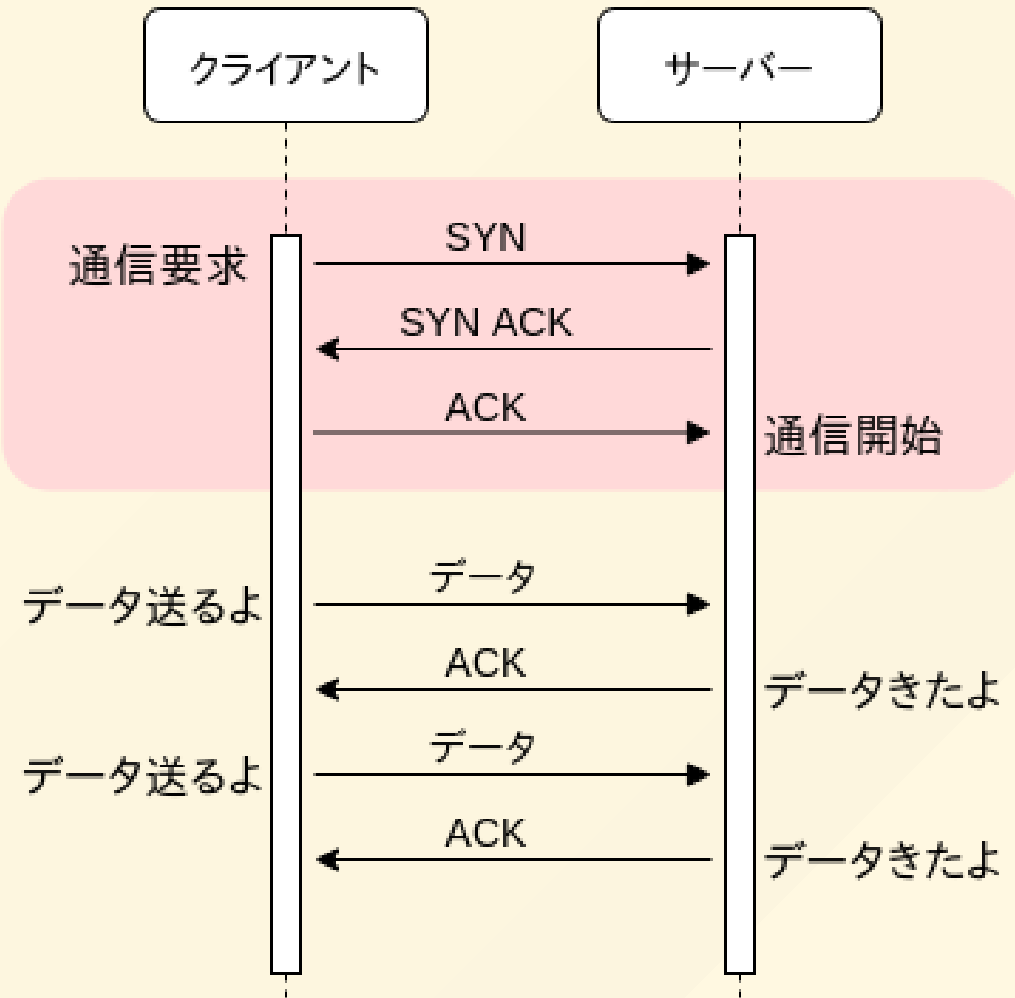 クライアント
サーバー
SYN
通信要求
SYN ACK
ACK
通信開始
データ
データ送るよ
ACK
データきたよ
データ
データ送るよ
ACK
データきたよ